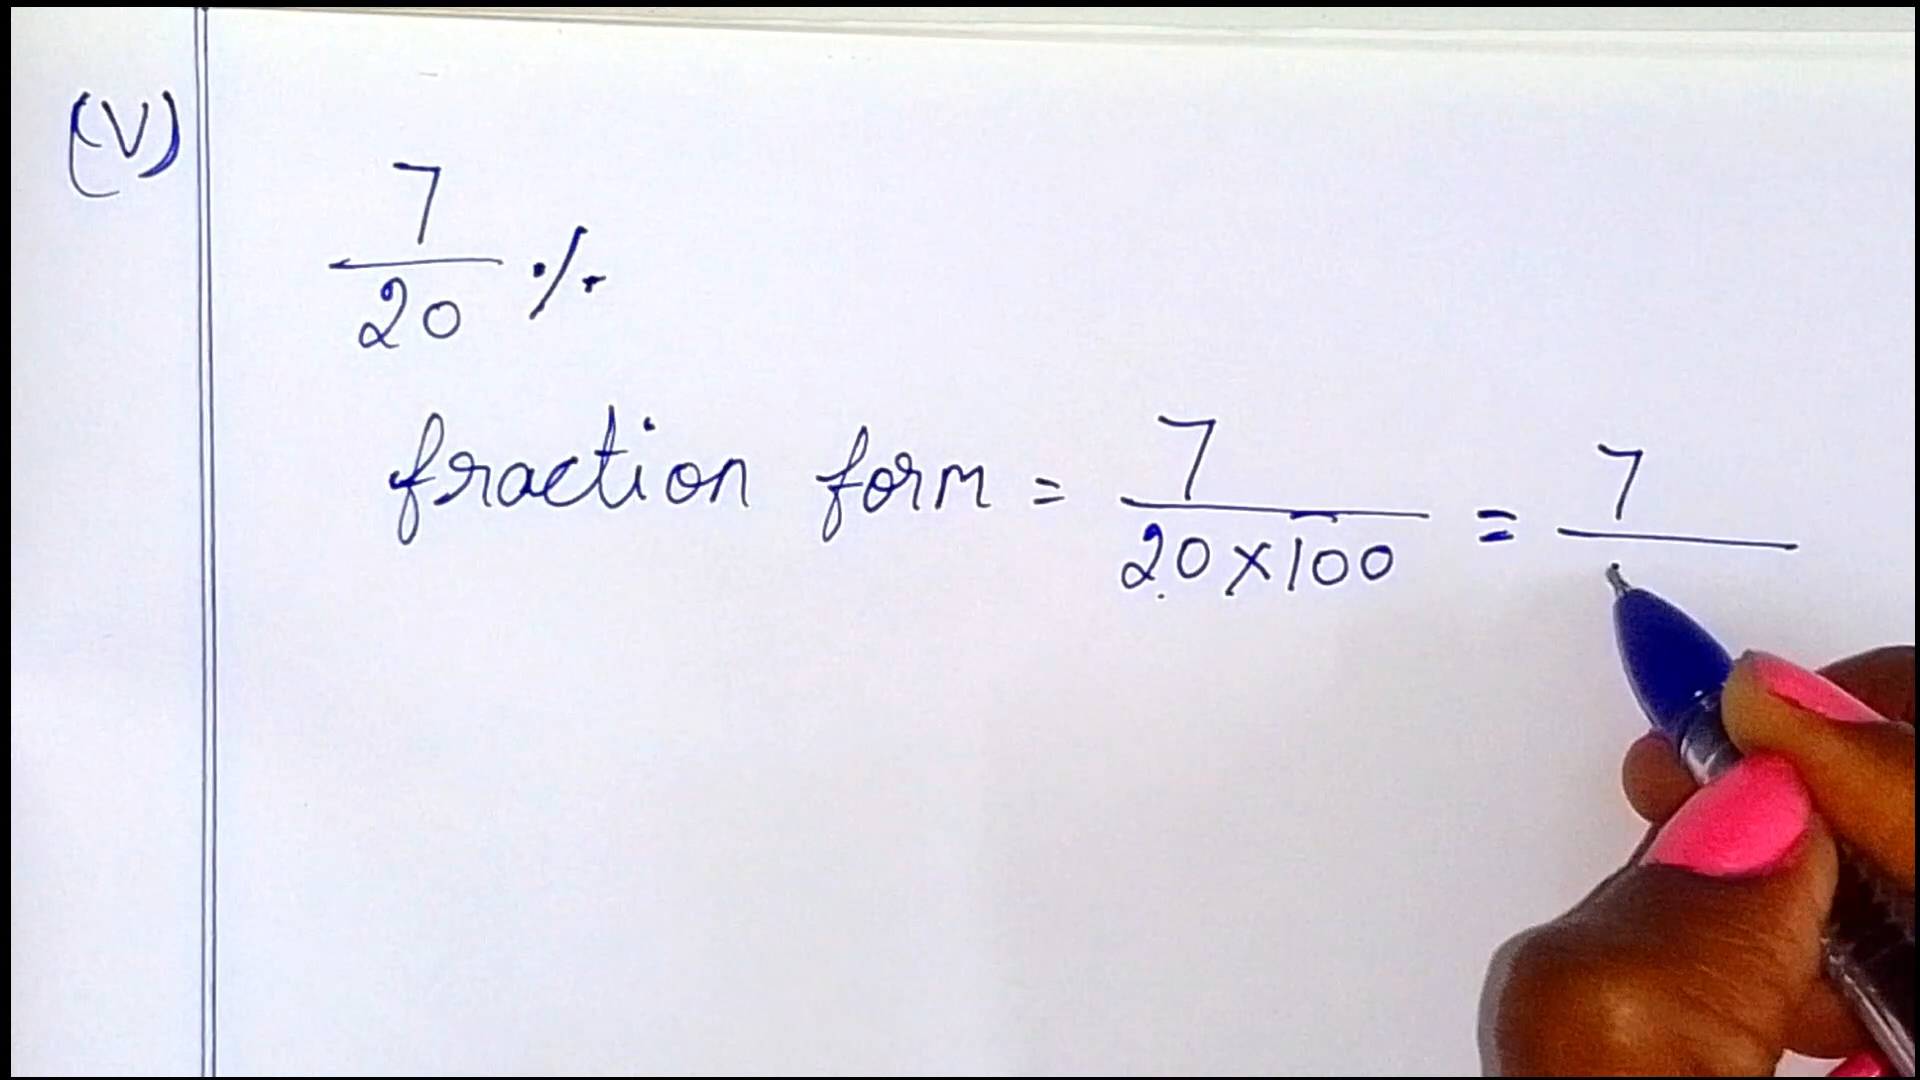 (V)
7/20 %
fraction form = 7/20×100 = 7/